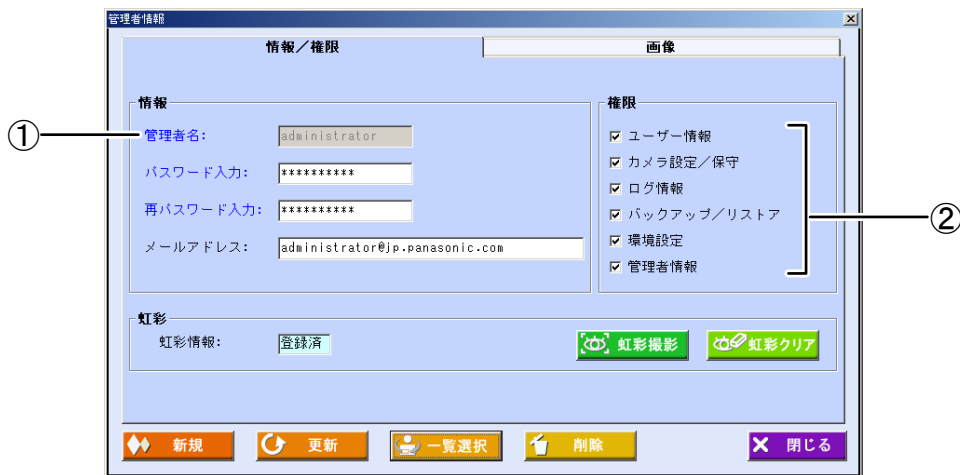 管理者情報
情報／権限
画像
情報
① 管理者名: administrator
パスワード入力: **********
再パスワード入力: **********
メールアドレス: administrator@jp.panasonic.com
権限
ユーザー情報
カメラ設定／保守
ログ情報
バックアップ／リストア
環境設定
管理者情報
②
虹彩
虹彩情報: 登録済
虹彩撮影
虹彩クリア
新規
更新
一覧選択
削除
閉じる